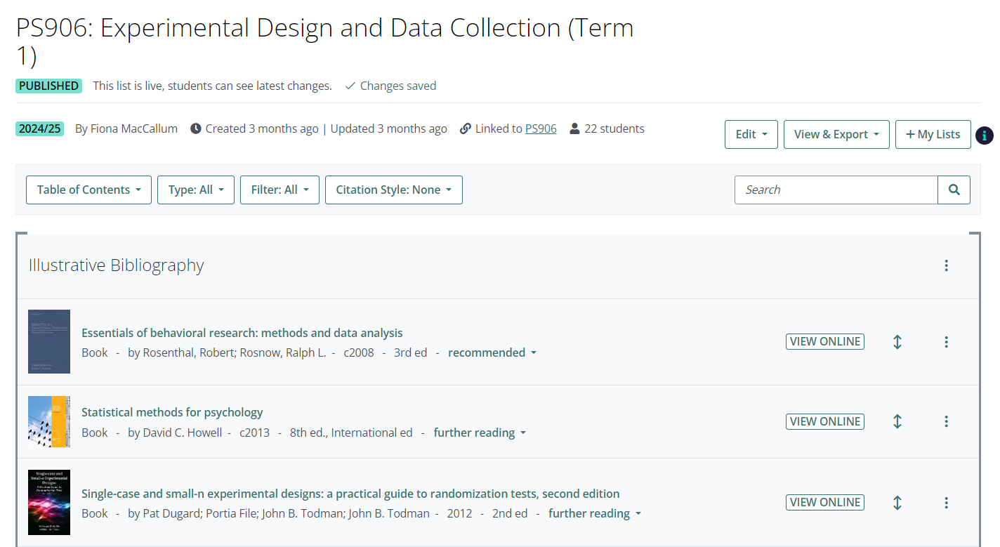 PS906: Experimental Design and Data Collection (Term
1)
PUBLISHED This list is live, students can see latest changes. Changes saved
2024/25 By Fiona MacCallum Created 3 months ago | Updated 3 months ago Linked to PS906 22 students
Edit View & Export + My Lists
Table of Contents Type: All Filter: All Citation Style: None Search
Illustrative Bibliography
Essentials of behavioral research: methods and data analysis
Book - by Rosenthal, Robert; Rosnow, Ralph L. - c2008 - 3rd ed - recommended
VIEW ONLINE
Statistical methods for psychology
Book - by David C. Howell - c2013 - 8th ed., International ed - further reading
VIEW ONLINE
Single-case and
Small-n Experimental
Designs
Single-case and small-n experimental designs: a practical guide to randomization tests, second edition
Book - by Pat Dugard; Portia File; John B. Todman; John B. Todman - 2012 - 2nd ed - further reading
VIEW ONLINE